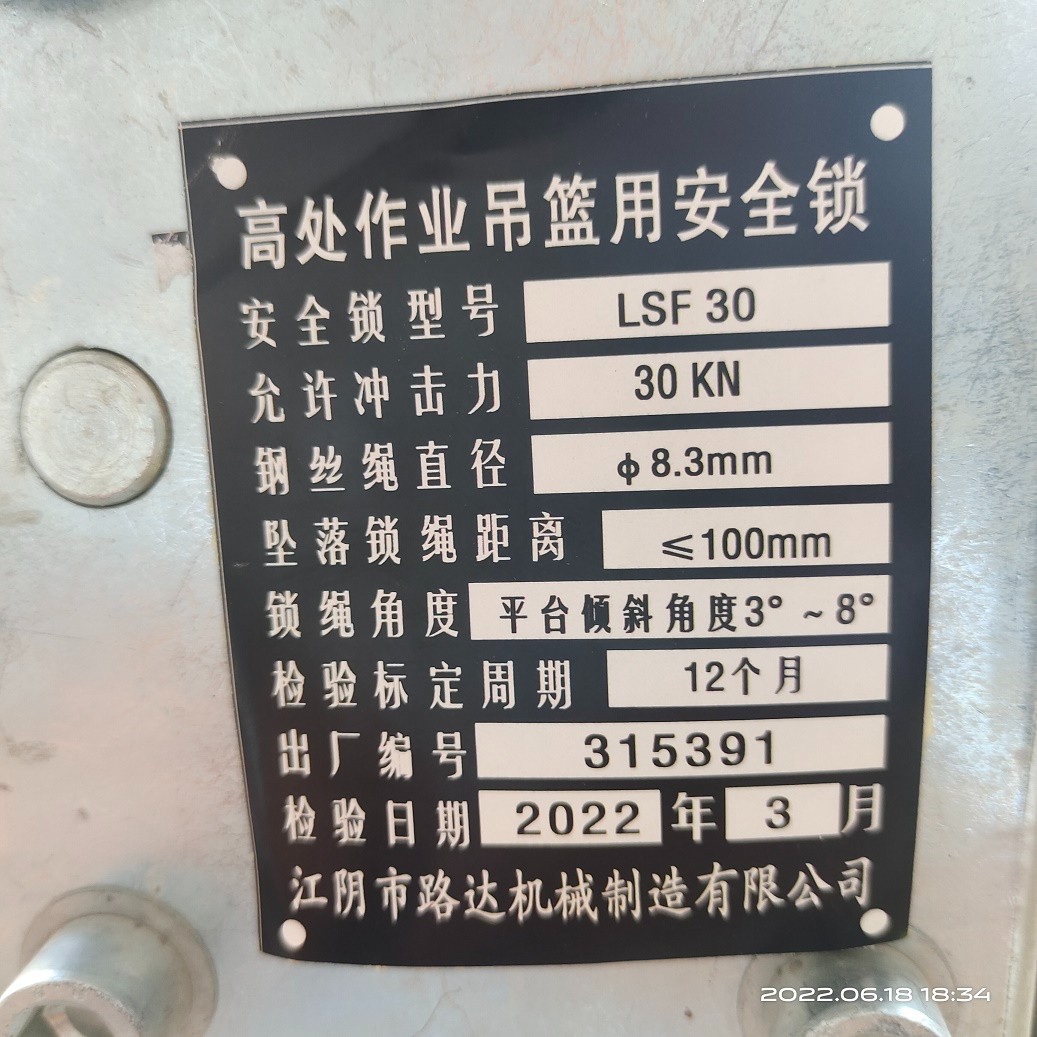 高处作业吊篮用安全锁
安全锁型号 LSF 30
允许冲击力 30 KN
钢丝绳直径 ϕ8.3mm
坠落锁绳距离 ≤100mm
锁绳角度 平台倾斜角度3°~8°
检验标定周期 12个月
出厂编号 315391
检验日期 2022 年 3 月
江阴市路达机械制造有限公司
2022.06.18 18:34